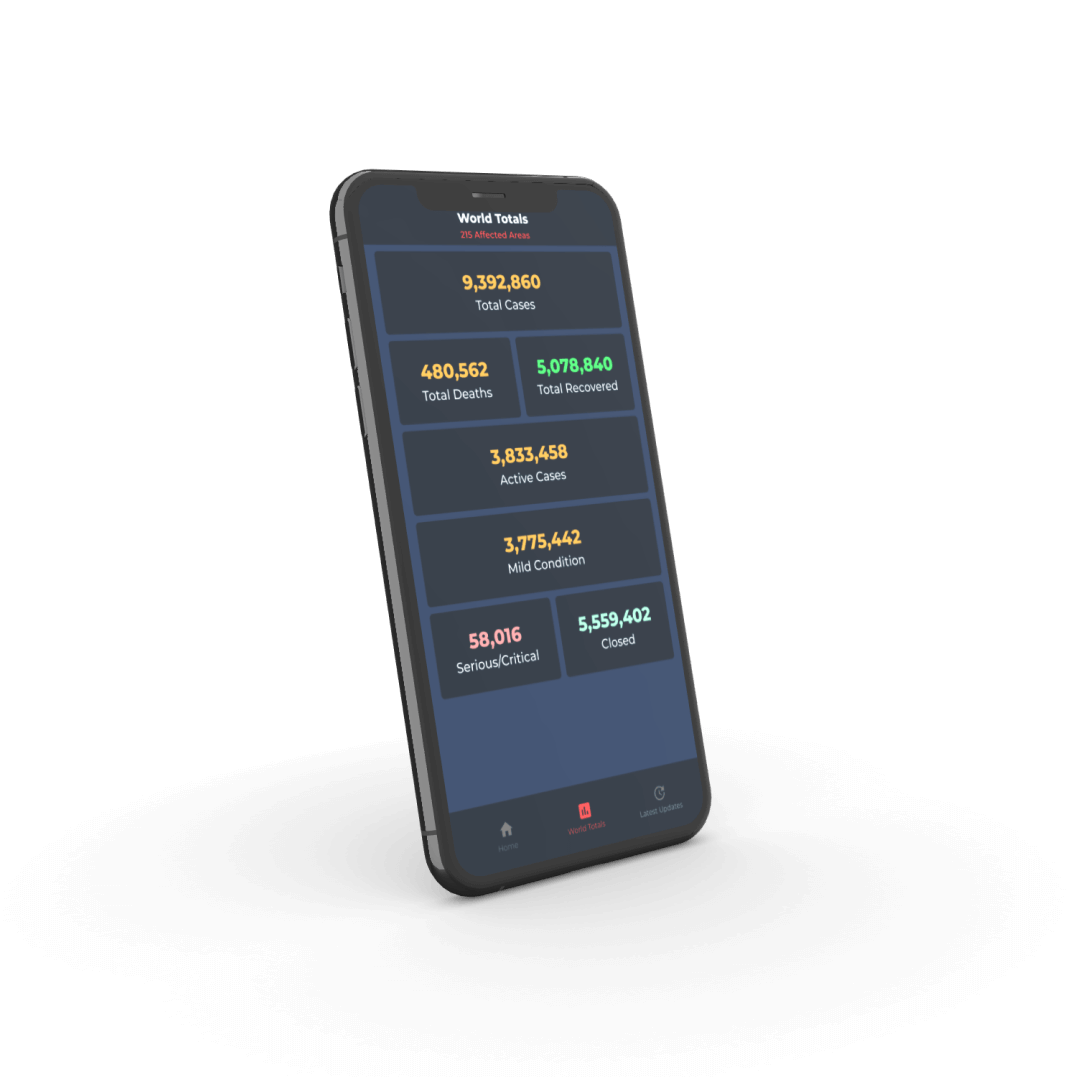 World Totals
215 Affected Areas
9,392,860
Total Cases
480,562
Total Deaths
5,078,840
Total Recovered
3,833,458
Active Cases
3,775,442
Mild Condition
58,016
Serious/Critical
5,559,402
Closed
Home
World Totals
Latest Updates